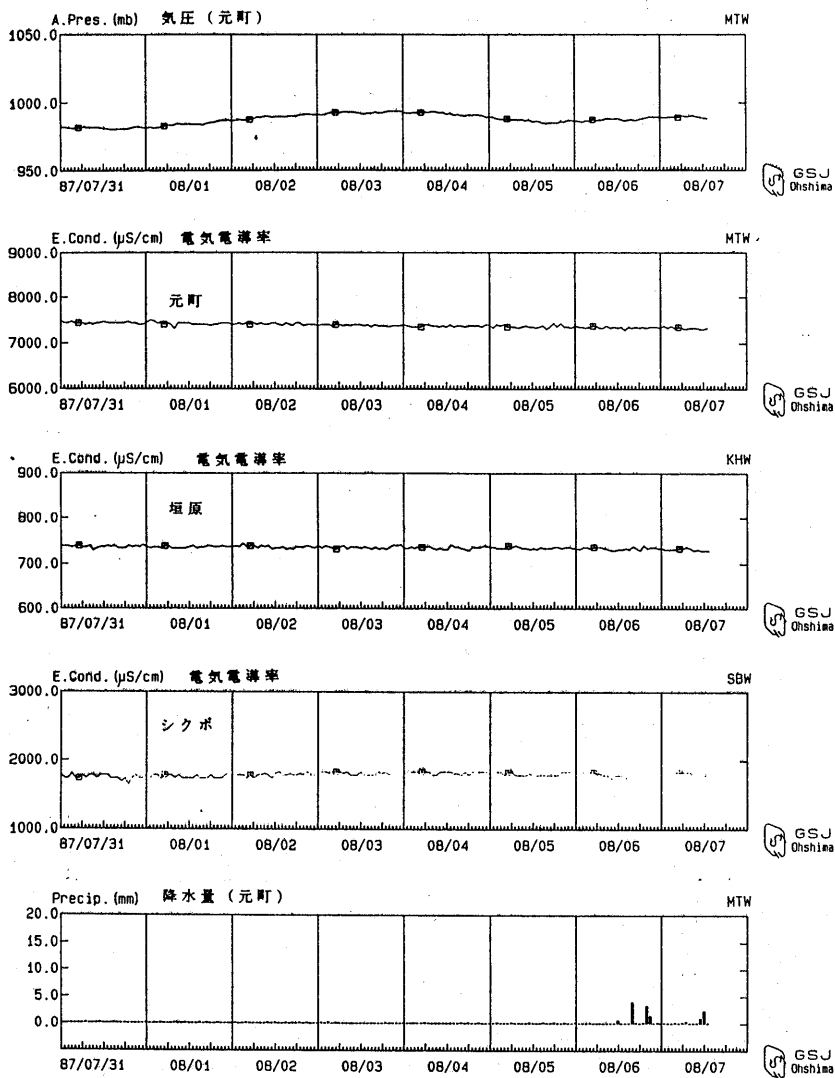 A.Pres.(mb) 気圧(元町) MTW
1050.0
1000.0
950.0
87/07/31 08/01 08/02 08/03 08/04 08/05 08/06 08/07
GSJ
Ohshima
E.Cond.(µS/cm) 電気電導率 MTW
9000.0
元町
8000.0
7000.0
6000.0
87/07/31 08/01 08/02 08/03 08/04 08/05 08/06 08/07
GSJ
Ohshima
E.Cond.(µS/cm) 電気電導率 KHW
900.0
垣原
800.0
700.0
600.0
87/07/31 08/01 08/02 08/03 08/04 08/05 08/06 08/07
GSJ
Ohshima
E.Cond.(µS/cm) 電気電導率 SBW
3000.0
シクボ
2000.0
1000.0
87/07/31 08/01 08/02 08/03 08/04 08/05 08/06 08/07
GSJ
Ohshima
Precip.(mm) 降水量(元町) MTW
20.0
15.0
10.0
5.0
0.0
87/07/31 08/01 08/02 08/03 08/04 08/05 08/06 08/07
GSJ
Ohshima